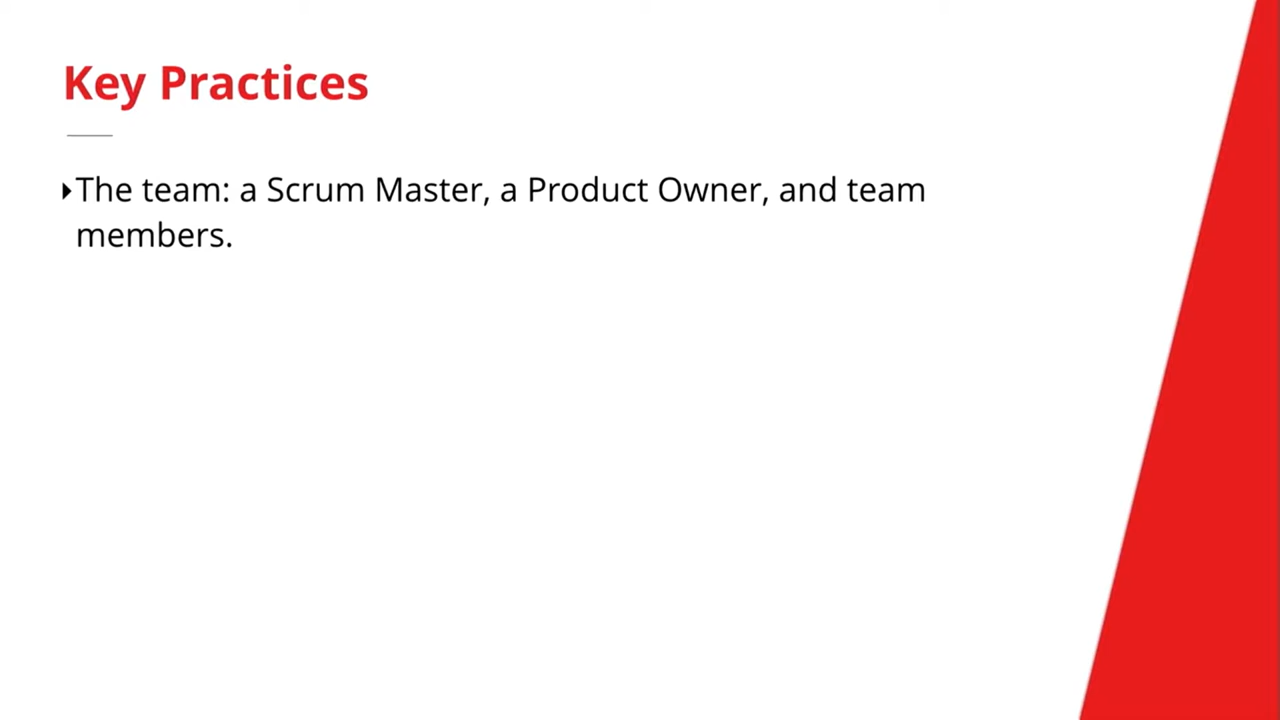 Key Practices
The team: a Scrum Master, a Product Owner, and team
members.